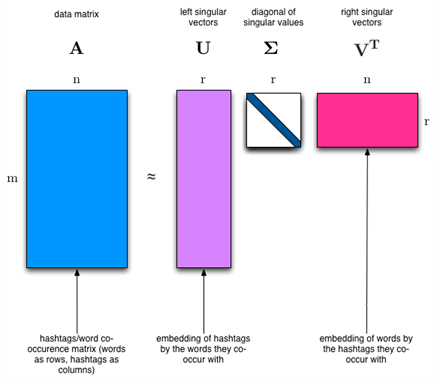 data matrix
left singular
vectors
diagonal of
singular values
right singular
vectors
A
U
Σ
V^T
n
r
r
n
m
≈
r
hashtags/word co-
occurence matrix (words
as rows, hashtags as
columns)
embedding of hashtags
by the words they co-
occur with
embedding of words by
the hashtags they co-
occur with